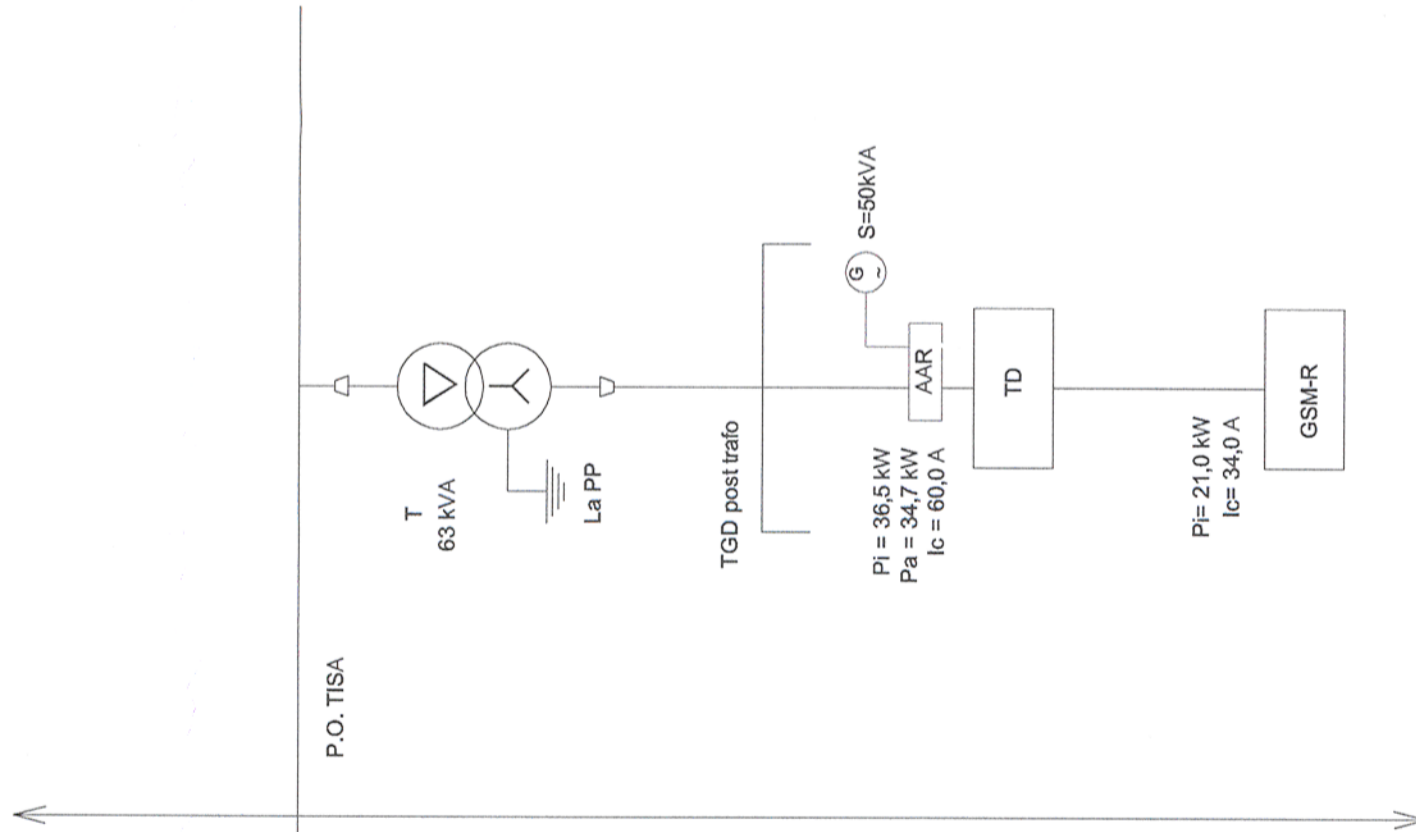 P.O. TISA
T
63 kVA
La PP
TGD post trafo
G
~
S=50kVA
AAR
Pi = 36,5 kW
Pa = 34,7 kW
Ic = 60,0 A
TD
Pi= 21,0 kW
Ic= 34,0 A
GSM-R